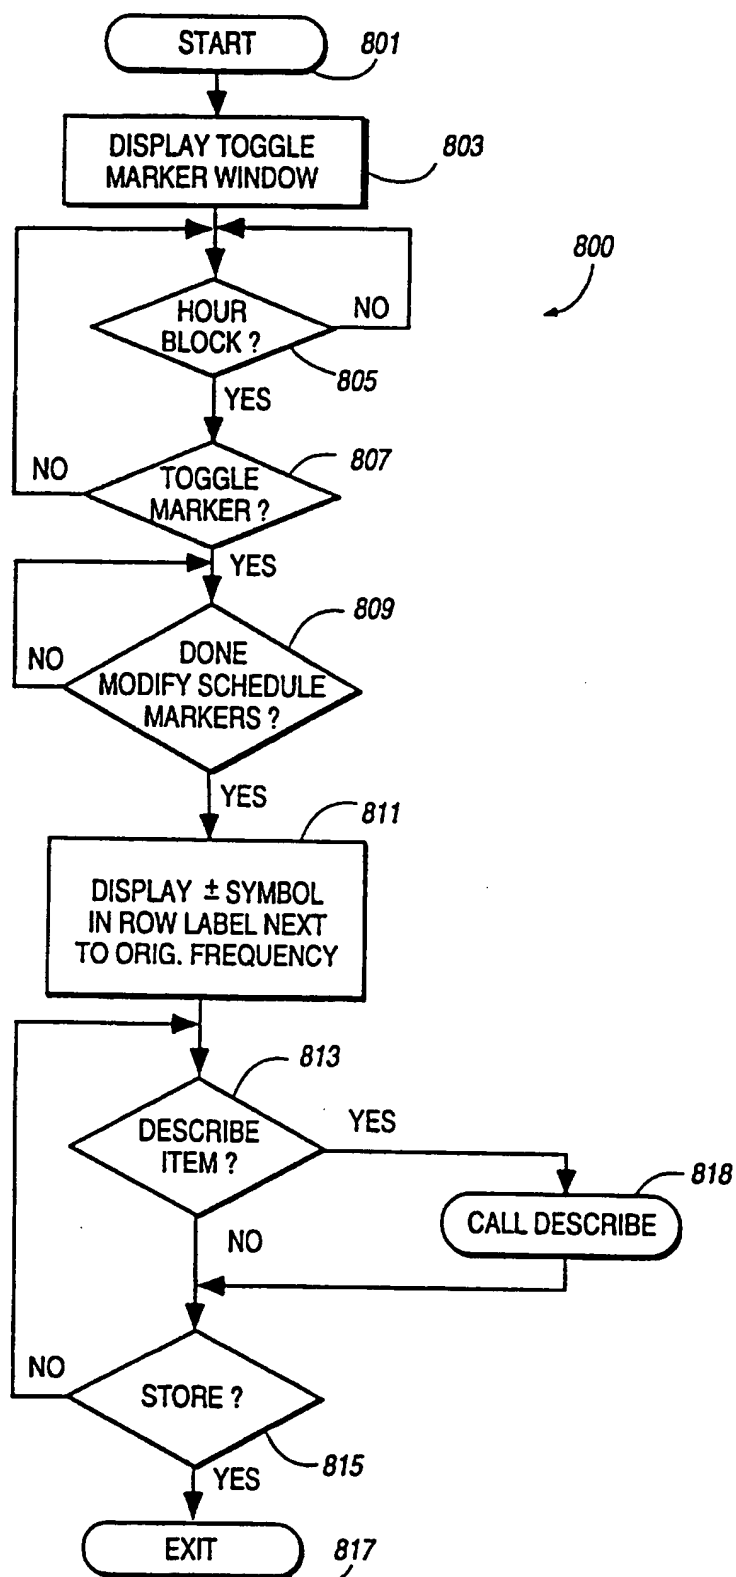 START
801
DISPLAY TOGGLE
MARKER WINDOW
803
800
HOUR
BLOCK ?
NO
805
YES
NO
807
TOGGLE
MARKER ?
YES
809
NO
DONE
MODIFY SCHEDULE
MARKERS ?
YES
811
DISPLAY ± SYMBOL
IN ROW LABEL NEXT
TO ORIG. FREQUENCY
813
DESCRIBE
ITEM ?
YES
818
CALL DESCRIBE
NO
NO
STORE ?
815
YES
EXIT
817